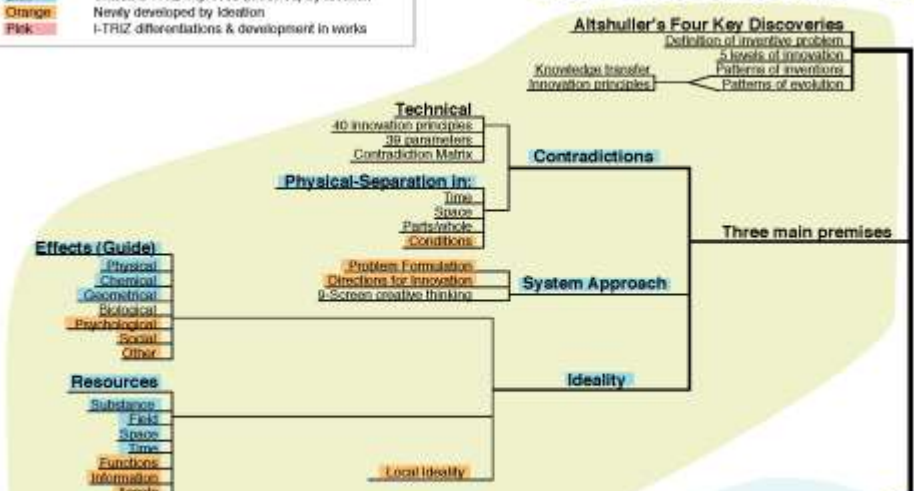 Orange Newly developed by Ideation
Pink I-TRIZ differentiations & development in works
Altshuller's Four Key Discoveries
Definition of inventive problem
5 levels of innovation
Patterns of inventions
Patterns of evolution
Knowledge transfer
Innovation principles
Technical
40 innovation principles
39 parameters
Contradiction Matrix
Contradictions
Physical-Separation in:
Time
Space
Parts/whole
Conditions
Three main premises
Effects (Guide)
Physical
Chemical
Geometrical
Biological
Psychological
Social
Other
Problem Formulation
Directions for Innovation
9-Screen creative thinking
System Approach
Ideality
Resources
Substance
Field
Space
Time
Functions
Information
Local Ideality